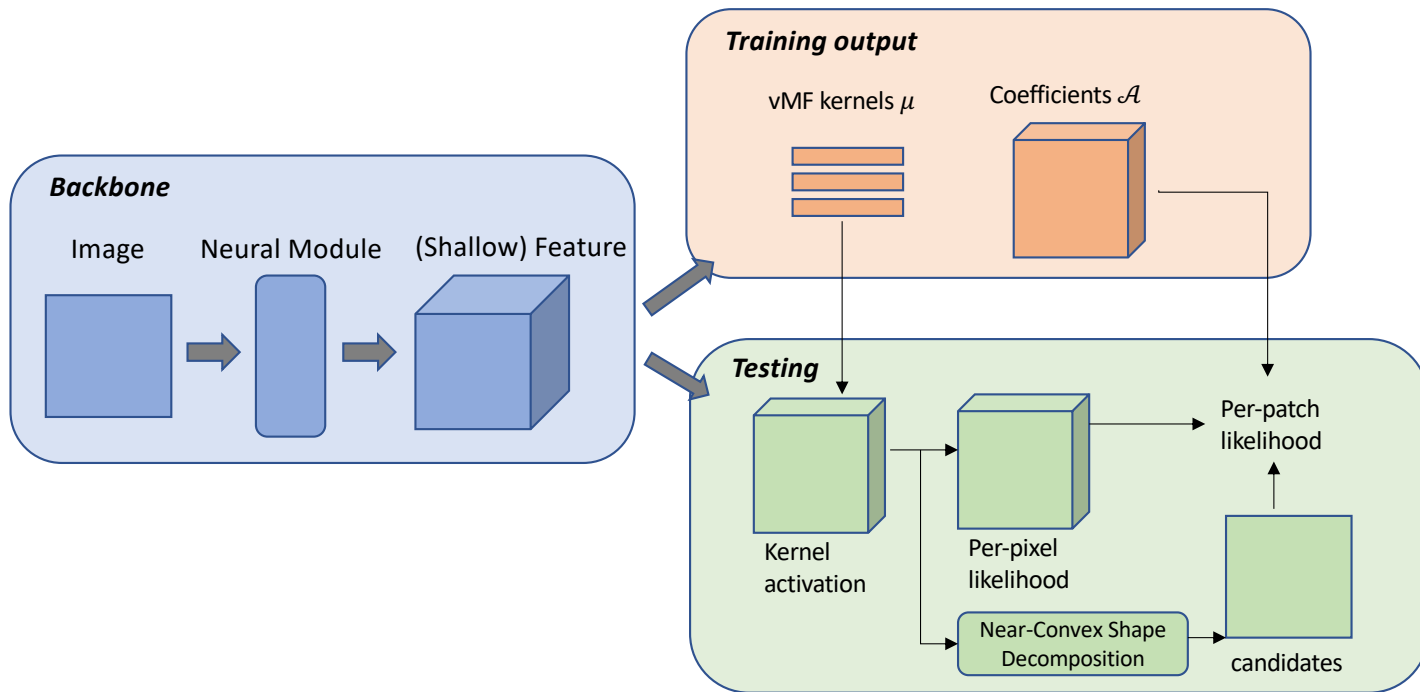 Backbone
Image
Neural Module
(Shallow) Feature
Training output
vMF kernels μ
Coefficients 𝒜
Testing
Kernel
activation
Per-pixel
likelihood
Per-patch
likelihood
Near-Convex Shape
Decomposition
candidates